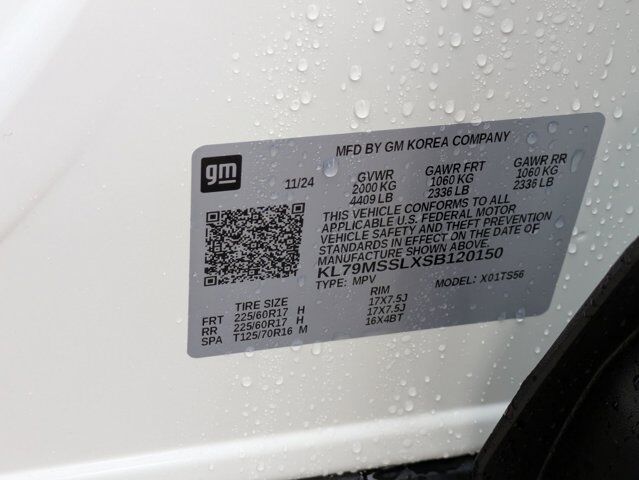 MFD BY GM KOREA COMPANY
gm
11/24
GVWR GAWR FRT GAWR RR
2000 KG 1060 KG 1060 KG
4409 LB 2336 LB 2336 LB
THIS VEHICLE CONFORMS TO ALL
APPLICABLE U.S. FEDERAL MOTOR
VEHICLE SAFETY AND THEFT PREVENTION
STANDARDS IN EFFECT ON THE DATE OF
MANUFACTURE SHOWN ABOVE.
KL79MSSLXSB120150
TYPE: MPV MODEL: X01TS56
TIRE SIZE RIM
FRT 225/60R17 H 17X7.5J
RR 225/60R17 H 17X7.5J
SPA T125/70R16 M 16X4BT